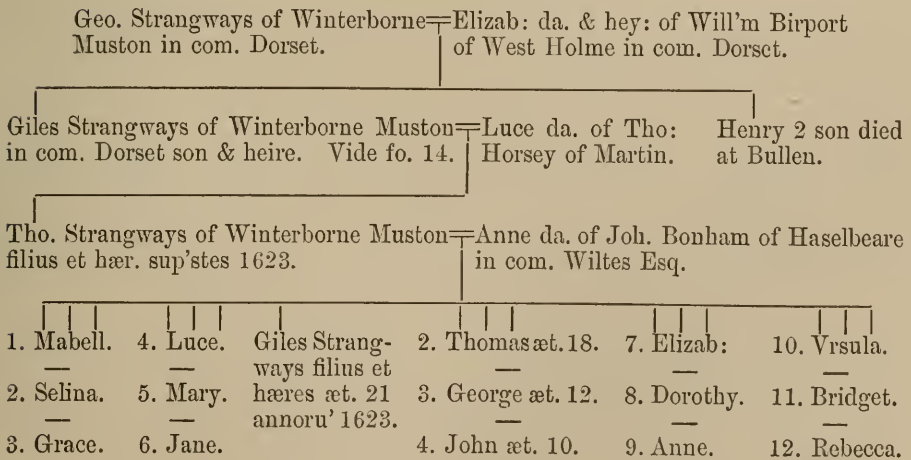 Geo. Strangways of Winterborne Muston in com. Dorset.
Elizab: da. & hey: of Will'm Birport of West Holme in com. Dorset.
Giles Strangways of Winterborne Muston
in com. Dorset son & heire. Vide fo. 14.
Luce da. of Tho:
Horsey of Martin.
Henry 2 son died
at Bullen.
Tho. Strangways of Winterborne Muston
filius et hær. sup'stes 1623.
Anne da. of Joh. Bonham of Haselbeare
in com. Wiltes Esq.
1. Mabell.
2. Selina.
3. Grace.
4. Luce.
5. Mary.
6. Jane.
Giles Strang-
ways filius et
hæres æt. 21
annoru' 1623.
2. Thomas æt. 18.
3. George æt. 12.
4. John æt. 10.
7. Elizab:
8. Dorothy.
9. Anne.
10. Vrsula.
11. Bridget.
12. Rebecca.